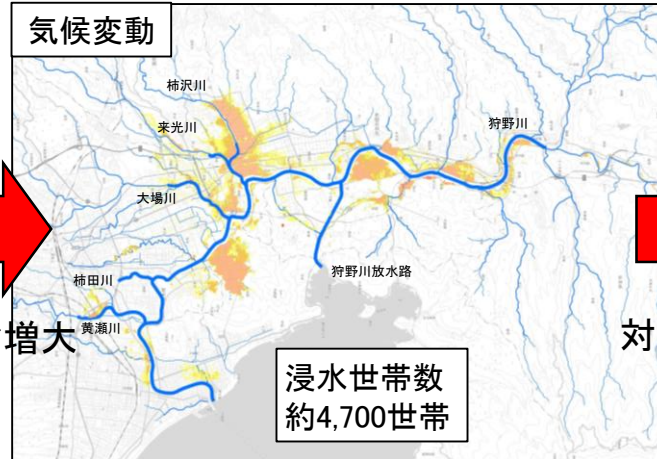 気候変動
柿沢川
来光川
狩野川
大場川
柿田川
狩野川放水路
黄瀬川
増大
対
浸水世帯数
約4,700世帯